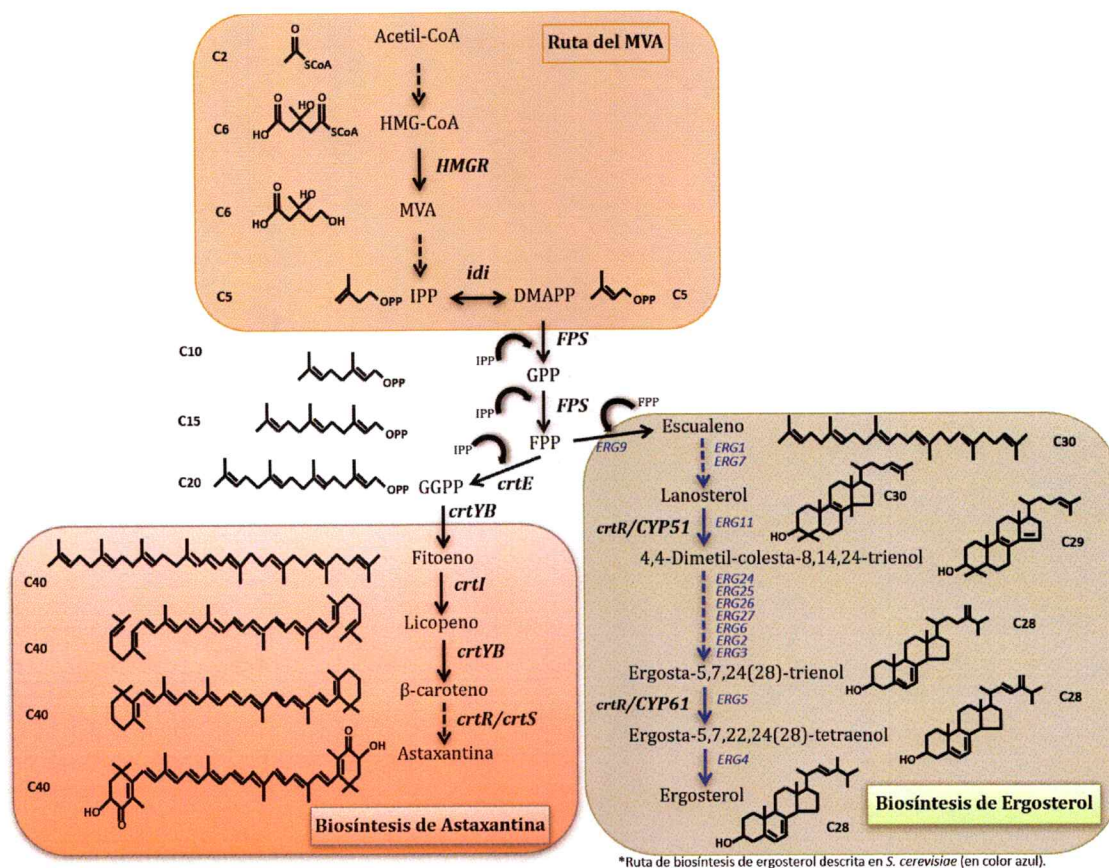 Ruta del MVA
C2
O
SCoA
Acetil-CoA
C6
O HO O
HO SCoA
HMG-CoA
HMGR
C6
O OH
HO OH
MVA
C5
OPP
IPP
idi
DMAPP
OPP
C5
FPS
IPP
C10
OPP
GPP
IPP
FPS
C15
OPP
FPP
FPP
ERG9
IPP
crtE
C20
OPP
GGPP
crtYB
C40
Fitoeno
crtI
C40
Licopeno
crtYB
C40
β-caroteno
crtR/crtS
C40
Astaxantina
O
OH
HO
O
Biosíntesis de Astaxantina
Escualeno
C30
ERG1
ERG7
Lanosterol
HO
C30
crtR/CYP51
ERG11
HO
C29
4,4-Dimetil-colesta-8,14,24-trienol
ERG24
ERG25
ERG26
ERG27
ERG6
ERG2
ERG3
C28
HO
Ergosta-5,7,24(28)-trienol
crtR/CYP61
ERG5
C28
HO
Ergosta-5,7,22,24(28)-tetraenol
ERG4
Ergosterol
HO
C28
Biosíntesis de Ergosterol
*Ruta de biosíntesis de ergosterol descrita en S. cerevisiae (en color azul).